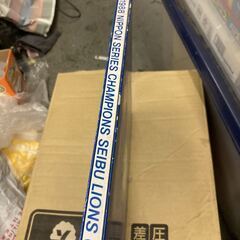 1988 NIPPON SERIES CHAMPIONS SEIBU LIONS
差圧